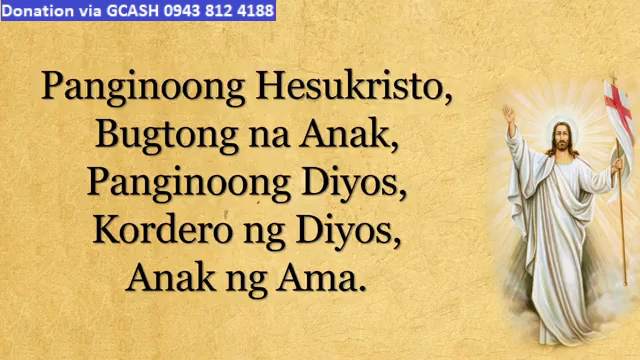 Donation via GCASH 0943 812 4188
Panginoong Hesukristo,
Bugtong na Anak,
Panginoong Diyos,
Kordero ng Diyos,
Anak ng Ama.